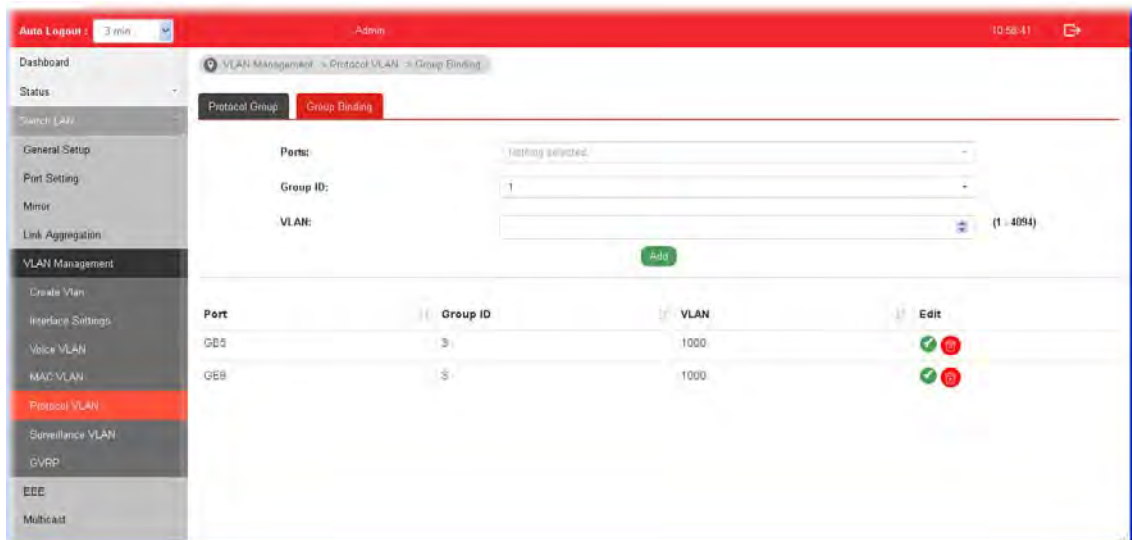 Auto Logout : 3 min Admin 10:56:41
Dashboard
Status
Switch LAN
General Setup
Port Setting
Mirror
Link Aggregation
VLAN Management
Create Vlan
Interface Settings
Voice VLAN
MAC VLAN
Protocol VLAN
Surveillance VLAN
GVRP
EEE
Multicast
VLAN Management > Protocol VLAN > Group Binding
Protocol Group Group Binding
Ports: Nothing selected
Group ID: 1
VLAN: (1 - 4094)
Add
Port Group ID VLAN Edit
GE5 3 1000
1000